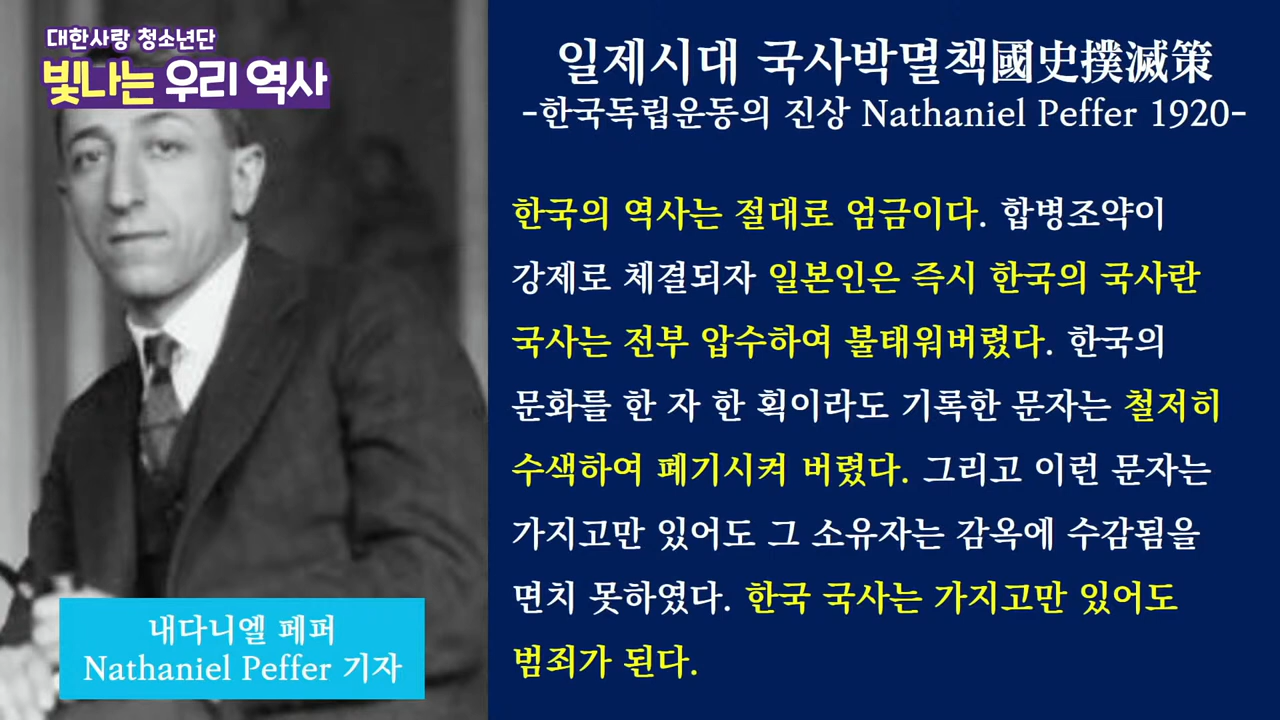 대한사랑 청소년단
빛나는 우리 역사
일제시대 국사박멸책國史撲滅策
-한국독립운동의 진상 Nathaniel Peffer 1920-
한국의 역사는 절대로 엄금이다. 합병조약이
강제로 체결되자 일본인은 즉시 한국의 국사란
국사는 전부 압수하여 불태워버렸다. 한국의
문화를 한 자 한 획이라도 기록한 문자는 철저히
수색하여 폐기시켜 버렸다. 그리고 이런 문자는
가지고만 있어도 그 소유자는 감옥에 수감됨을
면치 못하였다. 한국 국사는 가지고만 있어도
범죄가 된다.
내다니엘 페퍼
Nathaniel Peffer 기자